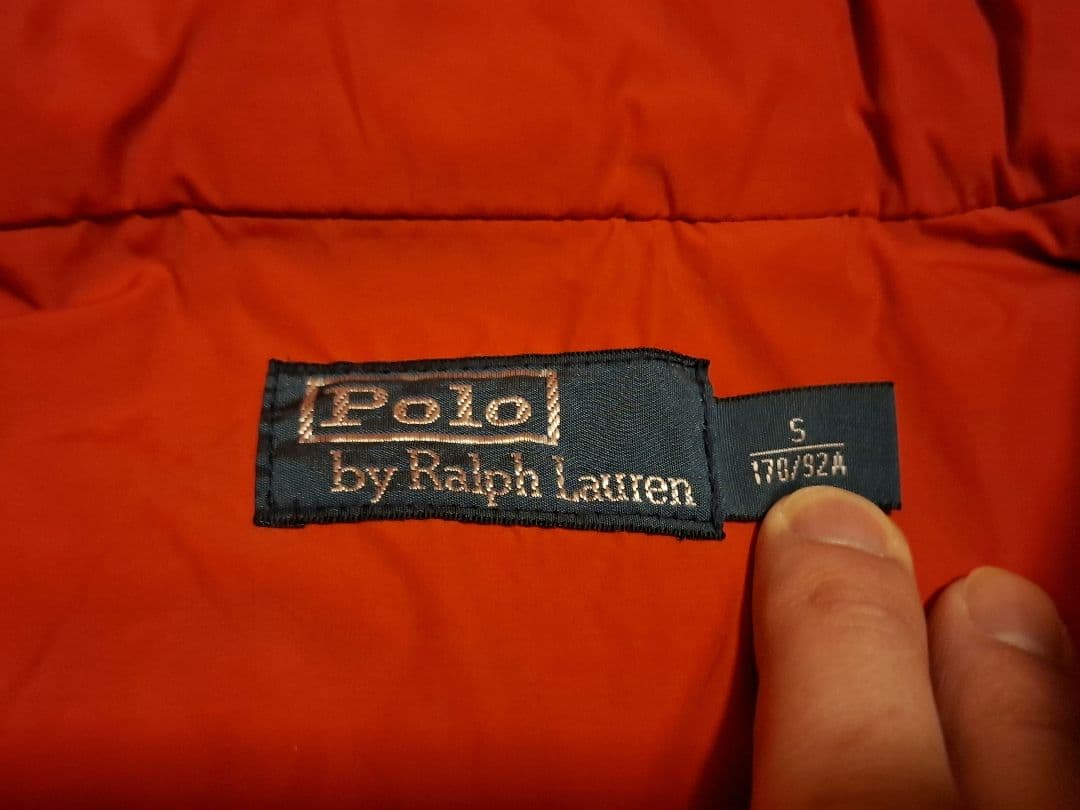 Polo
by Ralph Lauren
S
170/92A